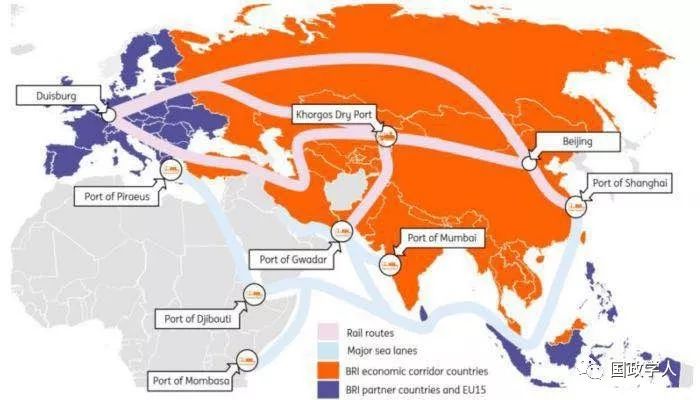 Duisburg
Khorgos Dry Port
Beijing
Port of Piraeus
Port of Shanghai
Port of Gwadar
Port of Mumbai
Port of Djibouti
Port of Mombasa
Rail routes
Major sea lanes
BRI economic corridor countries
BRI partner countries and EU15
国政学人